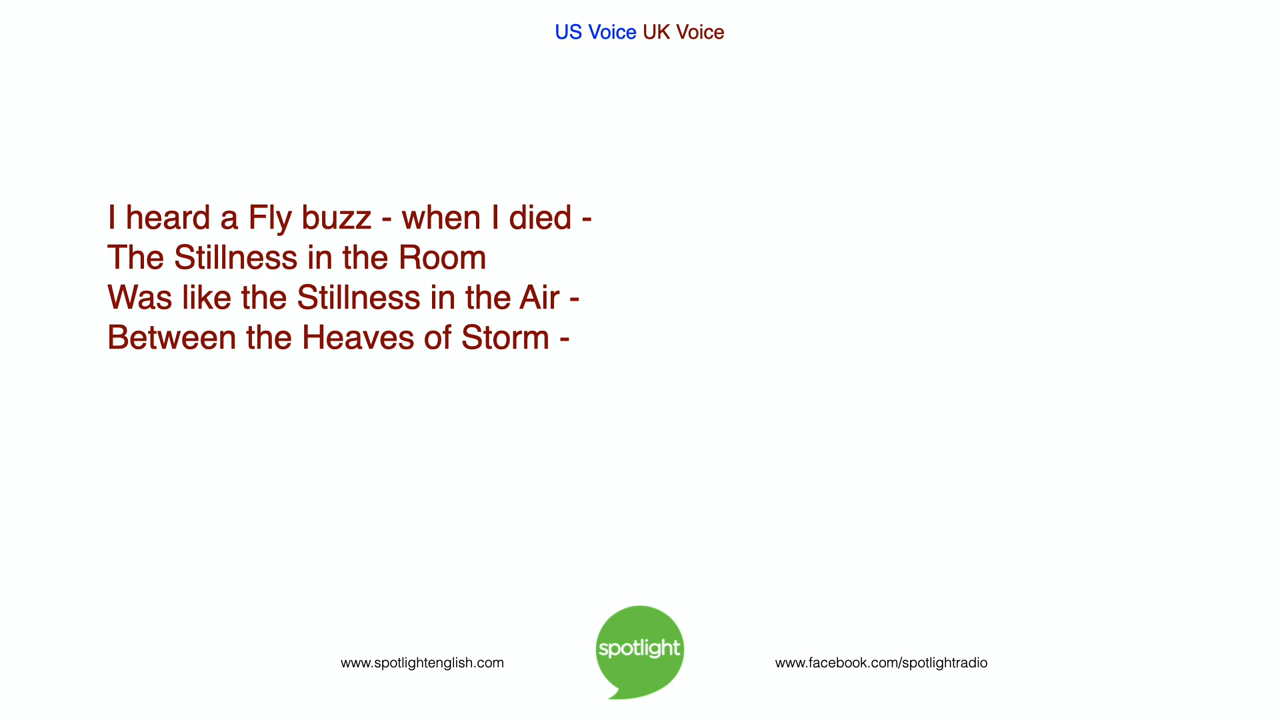 US Voice UK Voice
I heard a Fly buzz - when I died -
The Stillness in the Room
Was like the Stillness in the Air -
Between the Heaves of Storm -
spotlight
www.spotlightenglish.com
www.facebook.com/spotlightradio